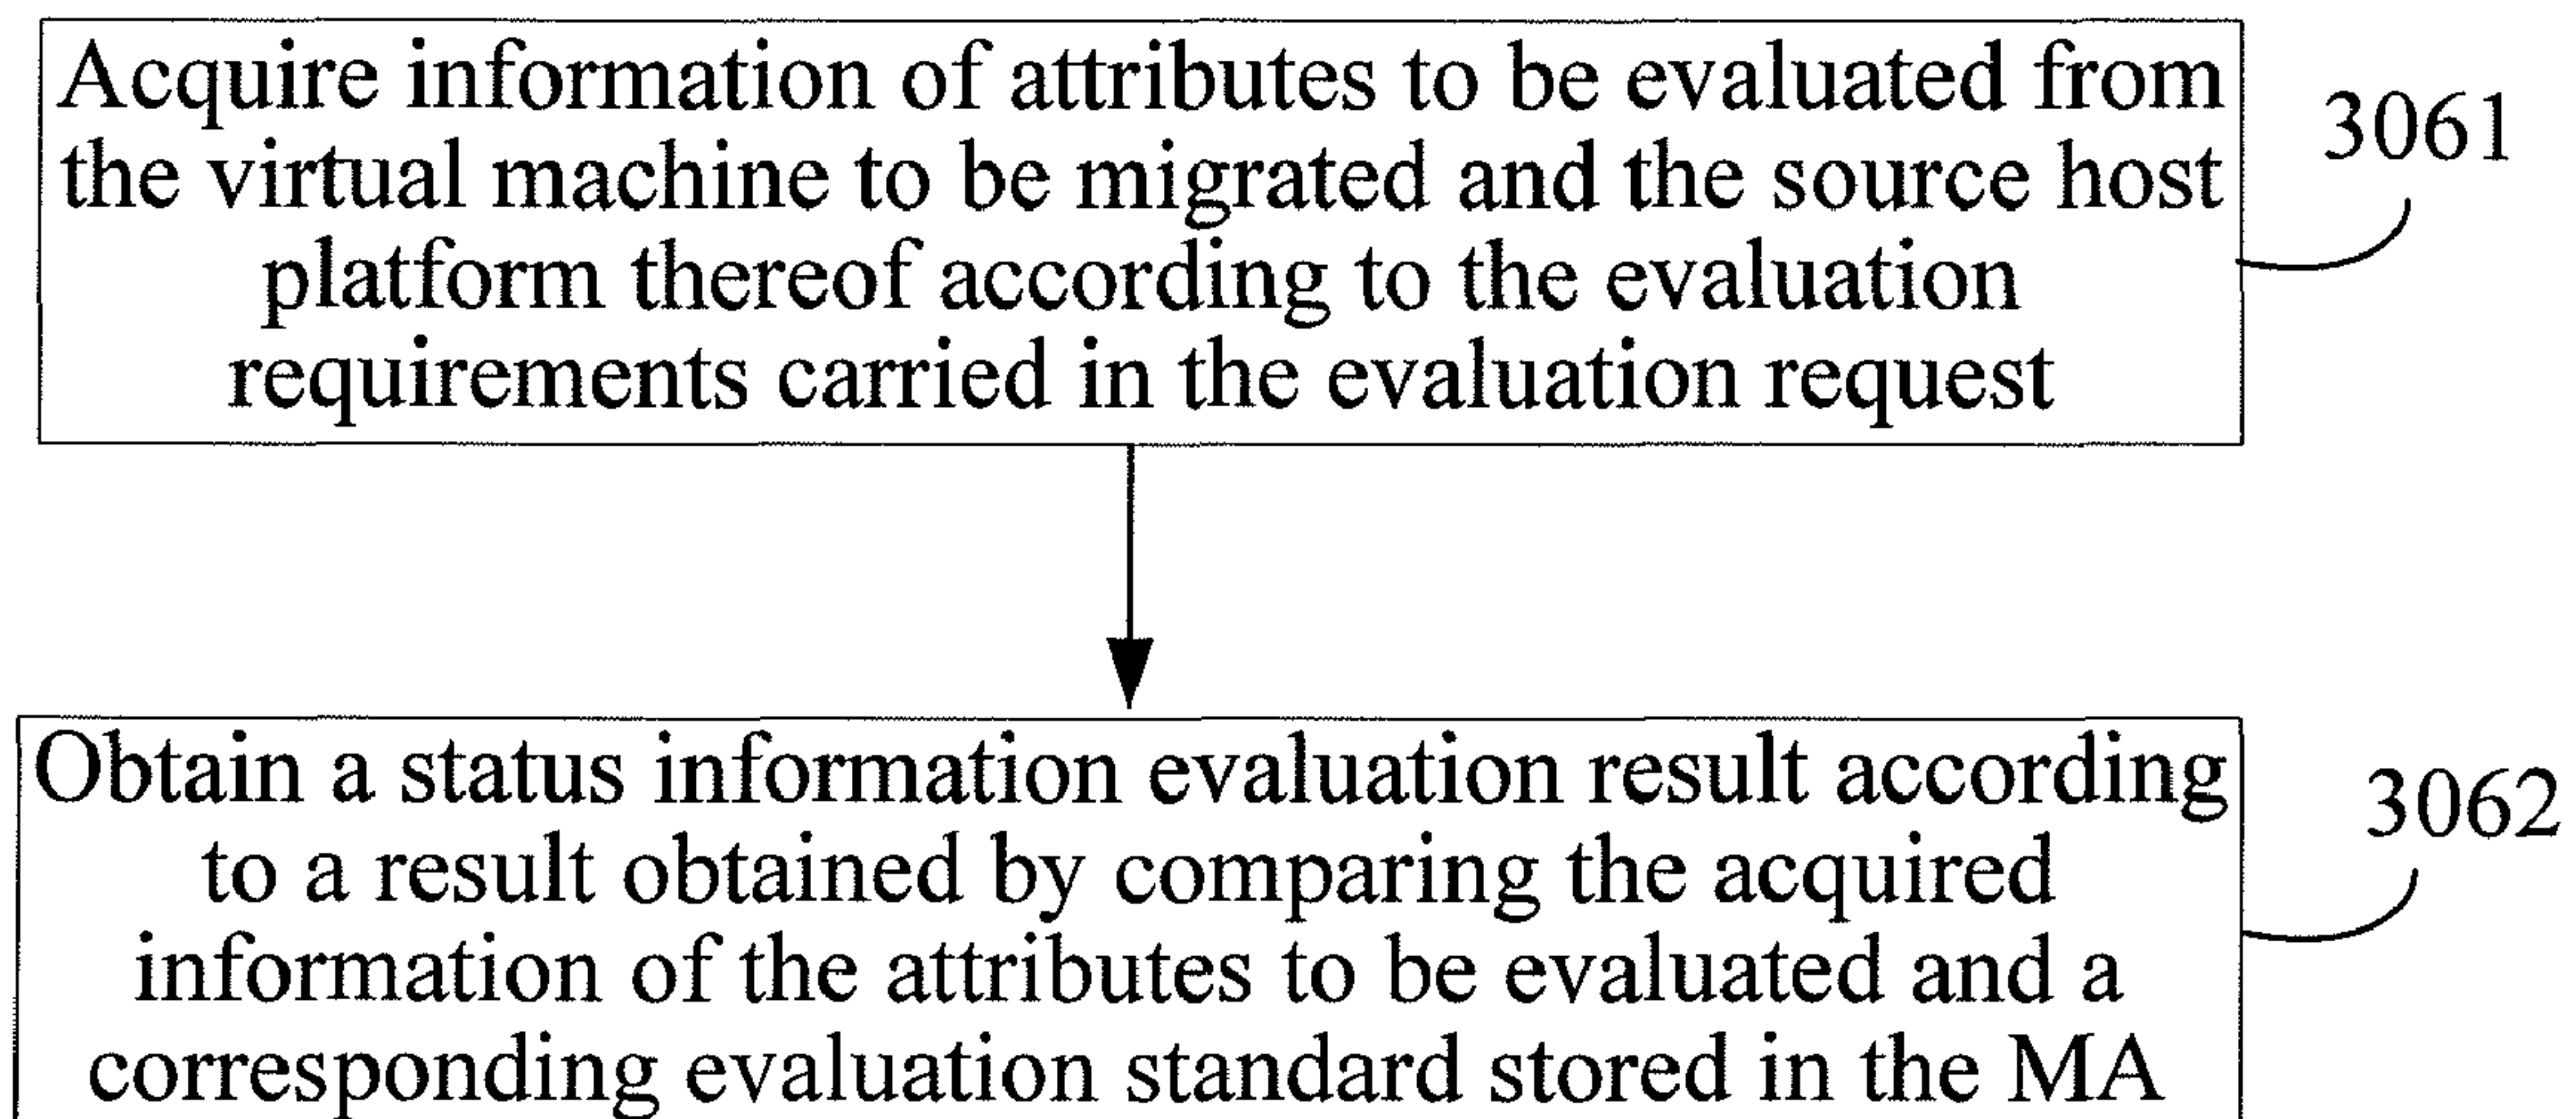 Acquire information of attributes to be evaluated from
the virtual machine to be migrated and the source host
platform thereof according to the evaluation
requirements carried in the evaluation request
3061
Obtain a status information evaluation result according
to a result obtained by comparing the acquired
information of the attributes to be evaluated and a
corresponding evaluation standard stored in the MA
3062